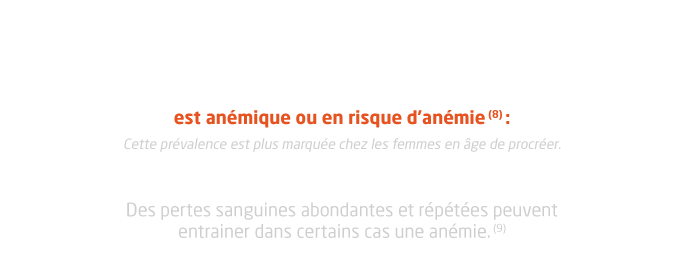 est anémique ou en risque d'anémie (8) :
Cette prévalence est plus marquée chez les femmes en âge de procréer.
Des pertes sanguines abondantes et répétées peuvent
entrainer dans certains cas une anémie. (9)